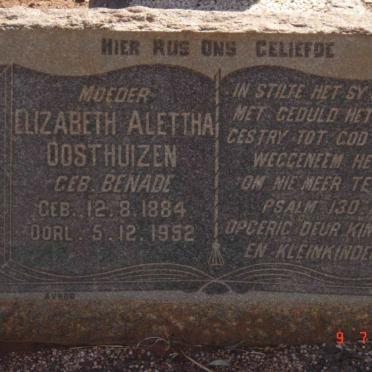 HIER RUS ONS GELIEFDE
MOEDER
ELIZABETH ALETTHA
OOSTHUIZEN
GEB. BENADE
GEB. 12.8.1884
OORL. 5.12.1952
IN STILTE HET SY
MET GEDULD HET
GESTRY TOT GOD
WEGGENEEM HE
OM NIE MEER TE
PSALM 130
OPGERIG DEUR KIN
EN KLEINKINDE
9 7